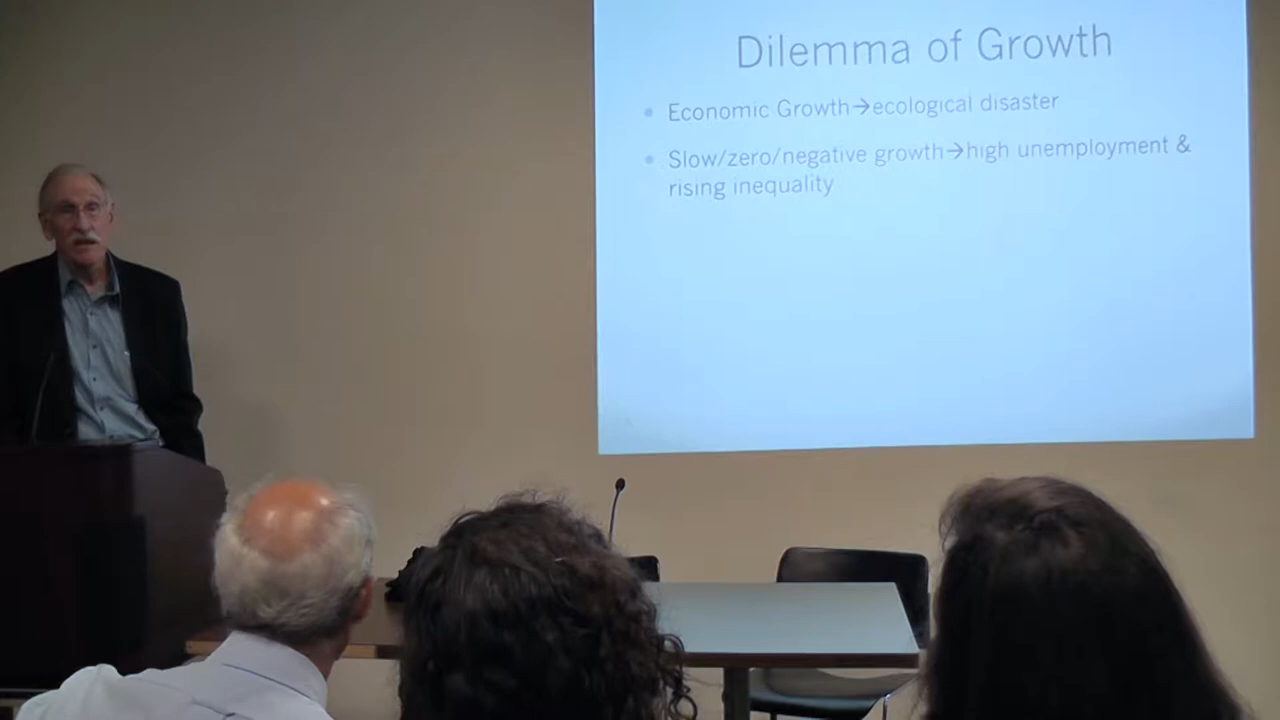 Dilemma of Growth
• Economic Growth→ecological disaster
• Slow/zero/negative growth→high unemployment &
rising inequality